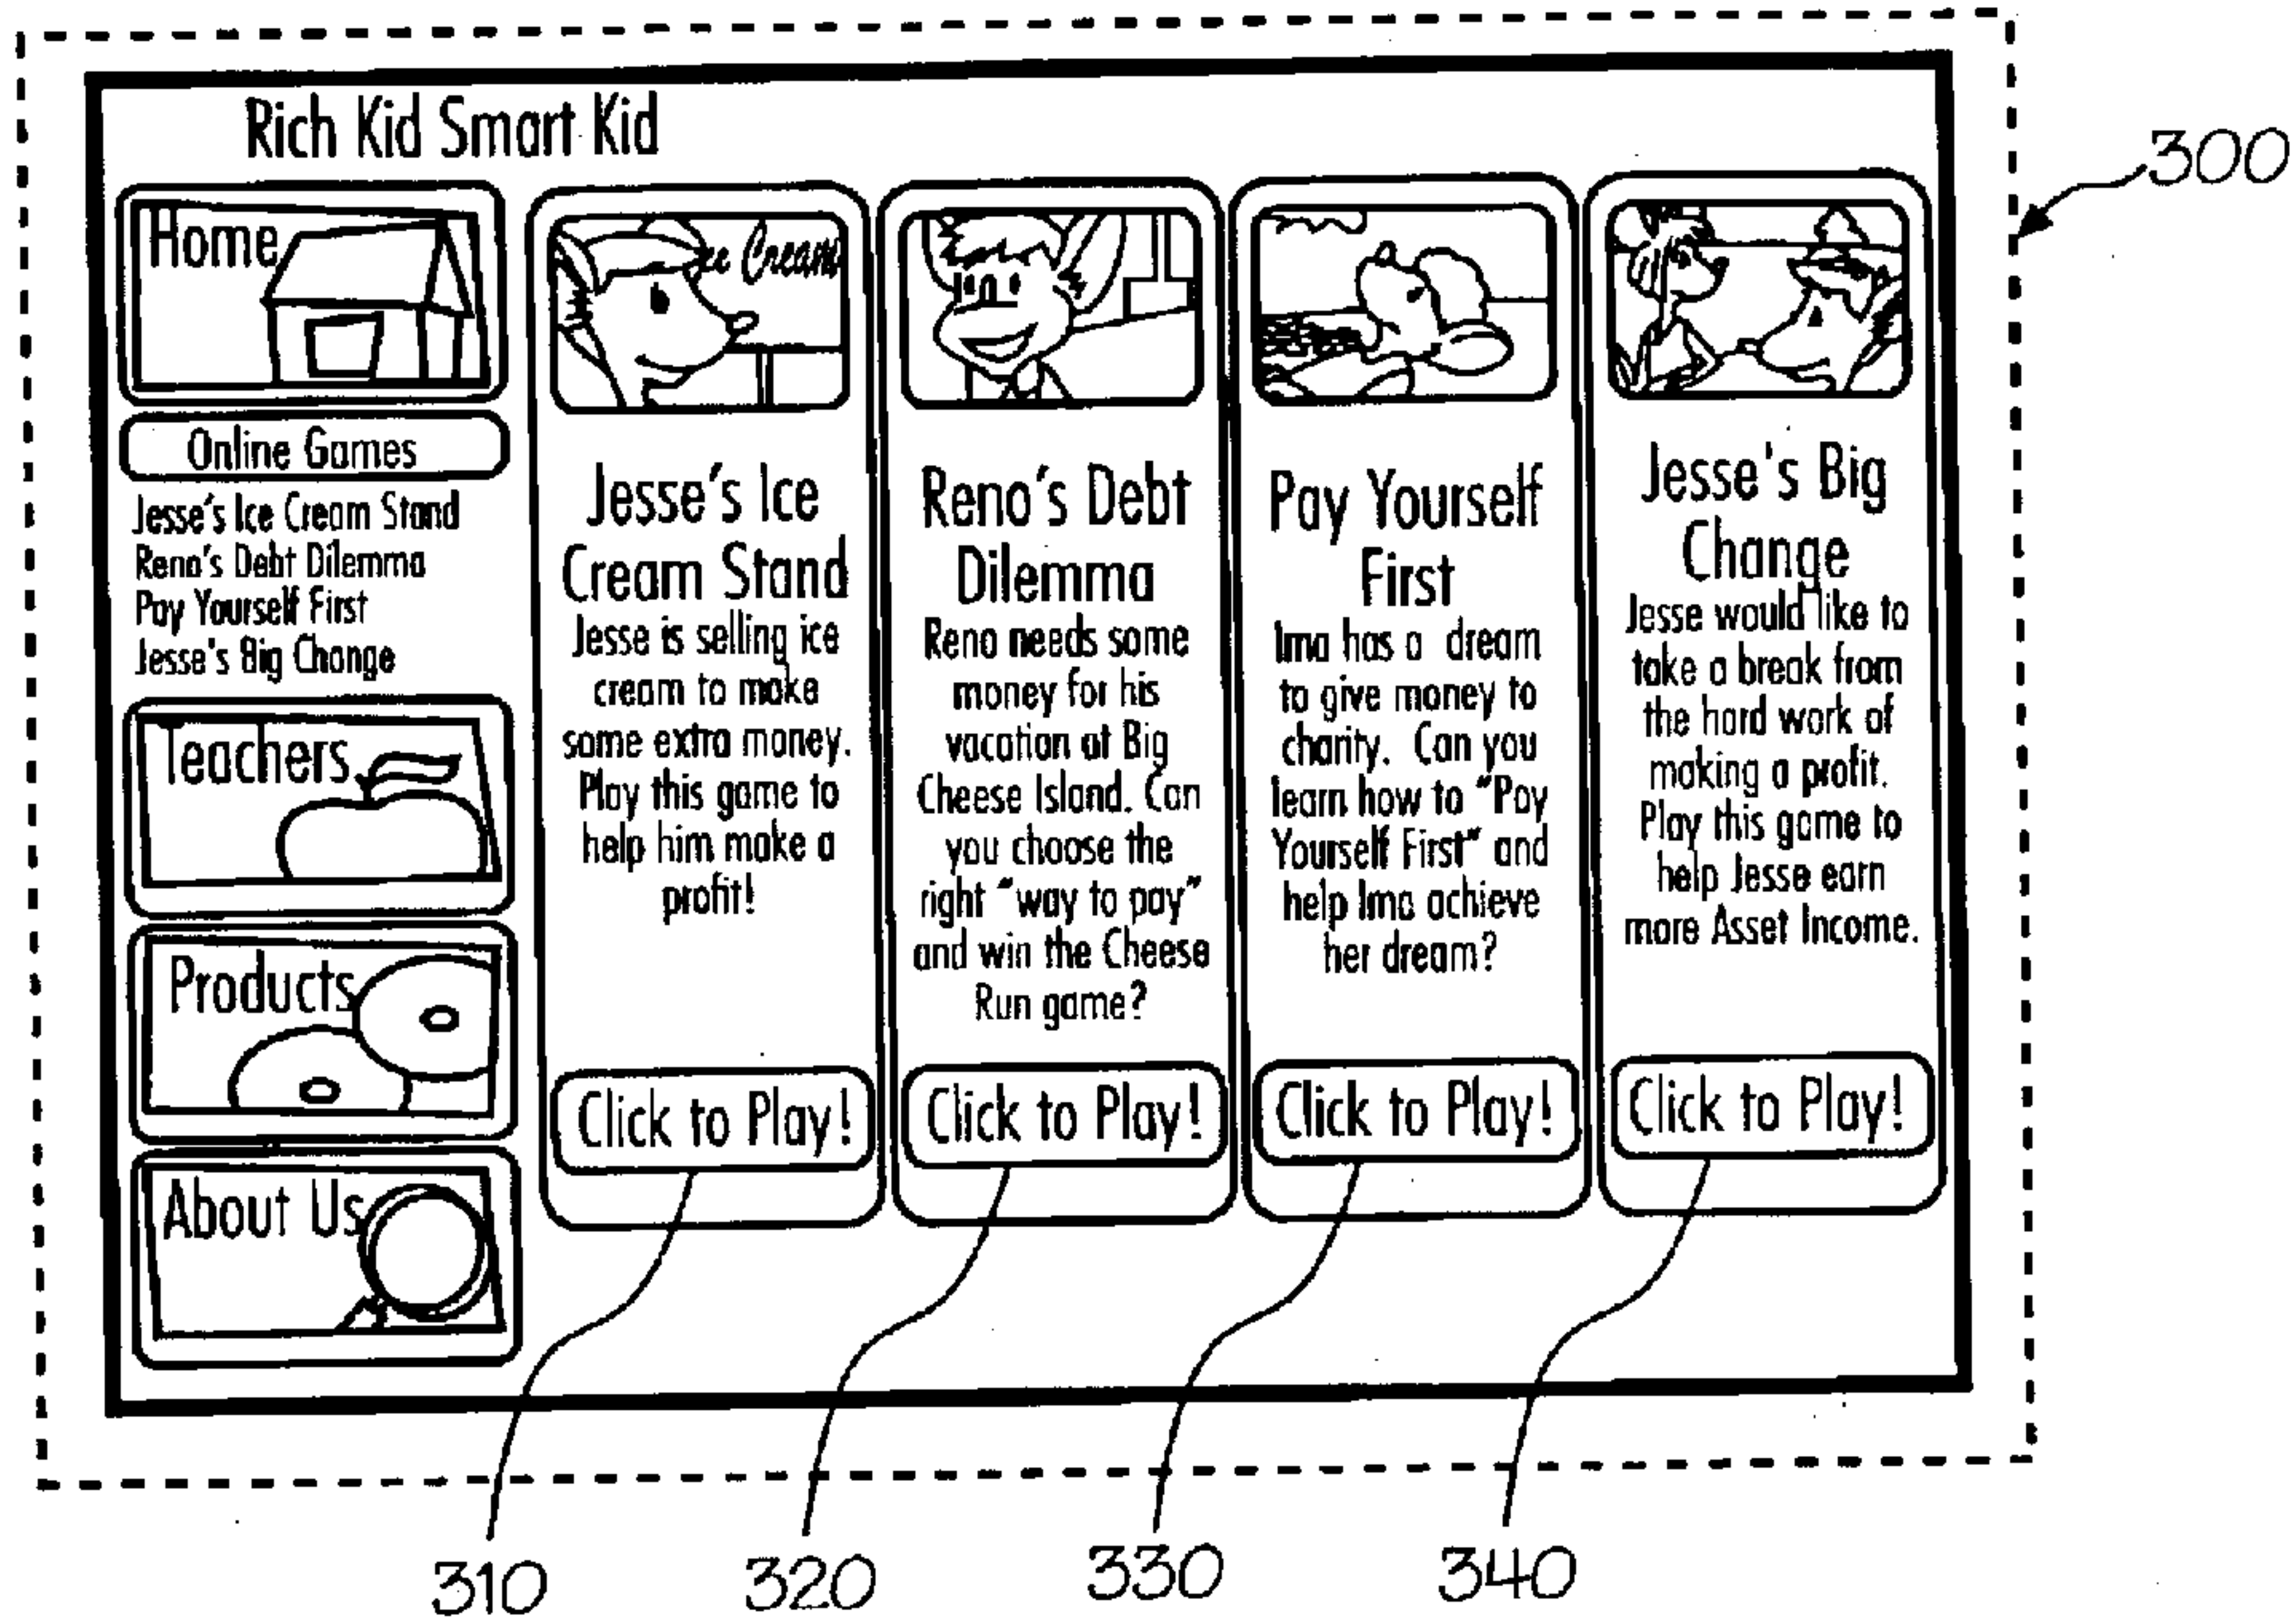 Rich Kid Smart Kid
300
Home
Online Games
Jesse's Ice Cream Stand
Reno's Debt Dilemma
Pay Yourself First
Jesse's Big Change
Teachers
Products
About Us
Ice Cream
Jesse's Ice
Cream Stand
Jesse is selling ice
cream to make
some extra money.
Play this game to
help him make a
profit!
Click to Play!
Reno's Debt
Dilemma
Reno needs some
money for his
vacation at Big
Cheese Island. Can
you choose the
right "way to pay"
and win the Cheese
Run game?
Click to Play!
Pay Yourself
First
Ima has a dream
to give money to
charity. Can you
learn how to "Pay
Yourself First" and
help Ima achieve
her dream?
Click to Play!
Jesse's Big
Change
Jesse would like to
take a break from
the hard work of
making a profit.
Play this game to
help Jesse earn
more Asset Income.
Click to Play!
310
320
330
340